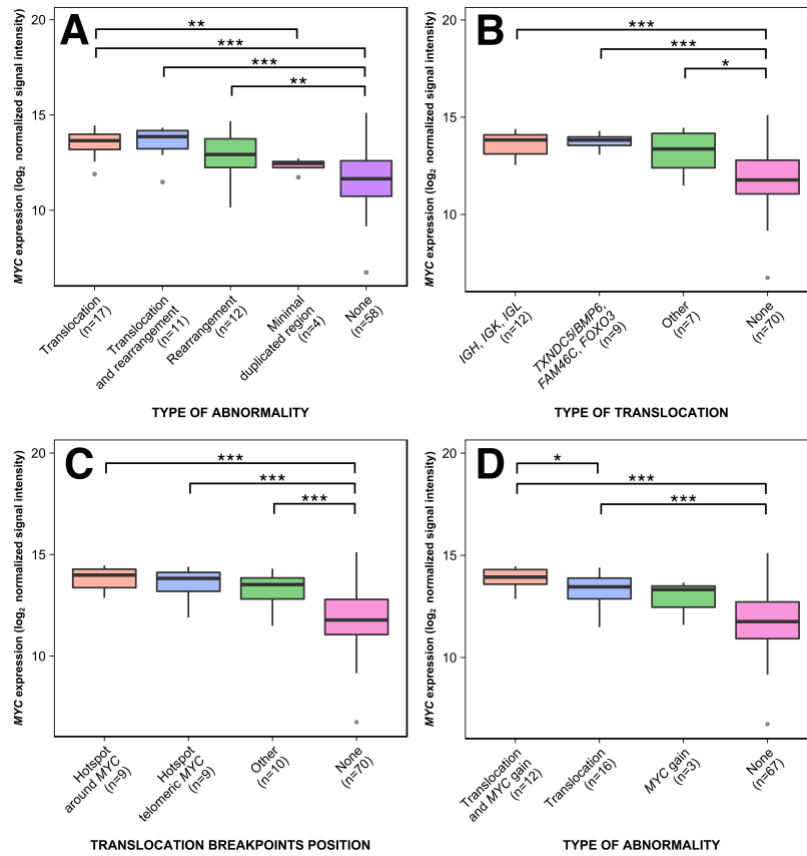 A
MYC expression (log2 normalized signal intensity)
20
15
10
**
***
***
**
Translocation
(n=17)
Translocation
and rearrangement
(n=11)
Rearrangement
(n=12)
Minimal
duplicated region
(n=4)
None
(n=58)
TYPE OF ABNORMALITY
B
MYC expression (log2 normalized signal intensity)
20
15
10
***
***
*
IGH, IGK, IGL
(n=12)
TXNDC5/BMP6,
FAM46C, FOXO3
(n=9)
Other
(n=7)
None
(n=70)
TYPE OF TRANSLOCATION
C
MYC expression (log2 normalized signal intensity)
20
15
10
***
***
***
Hotspot
around MYC
(n=9)
Hotspot
telomeric MYC
(n=9)
Other
(n=10)
None
(n=70)
TRANSLOCATION BREAKPOINTS POSITION
D
MYC expression (log2 normalized signal intensity)
20
15
10
*
***
***
Translocation
and MYC gain
(n=12)
Translocation
(n=16)
MYC gain
(n=3)
None
(n=67)
TYPE OF ABNORMALITY